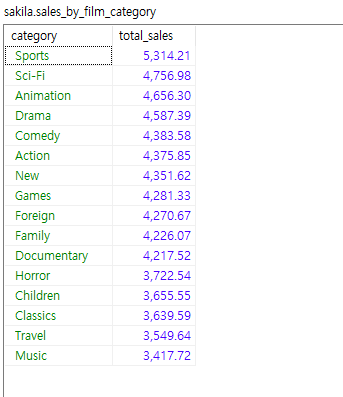 sakila.sales_by_film_category
category total_sales
Sports 5,314.21
Sci-Fi 4,756.98
Animation 4,656.30
Drama 4,587.39
Comedy 4,383.58
Action 4,375.85
New 4,351.62
Games 4,281.33
Foreign 4,270.67
Family 4,226.07
Documentary 4,217.52
Horror 3,722.54
Children 3,655.55
Classics 3,639.59
Travel 3,549.64
Music 3,417.72